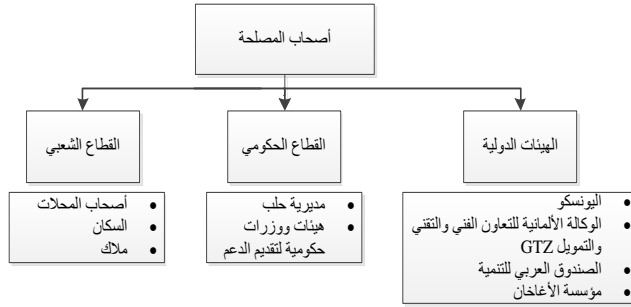 أصحاب المصلحة
الهيئات الدولية
القطاع الحكومي
القطاع الشعبي
• اليونسكو
• الوكالة الألمانية للتعاون الفني والتقني
والتمويل GTZ
• الصندوق العربي للتنمية
• مؤسسة الأغاخان
• مديرية حلب
• هيئات ووزرات
حكومية لتقديم الدعم
• أصحاب المحلات
• السكان
• ملاك